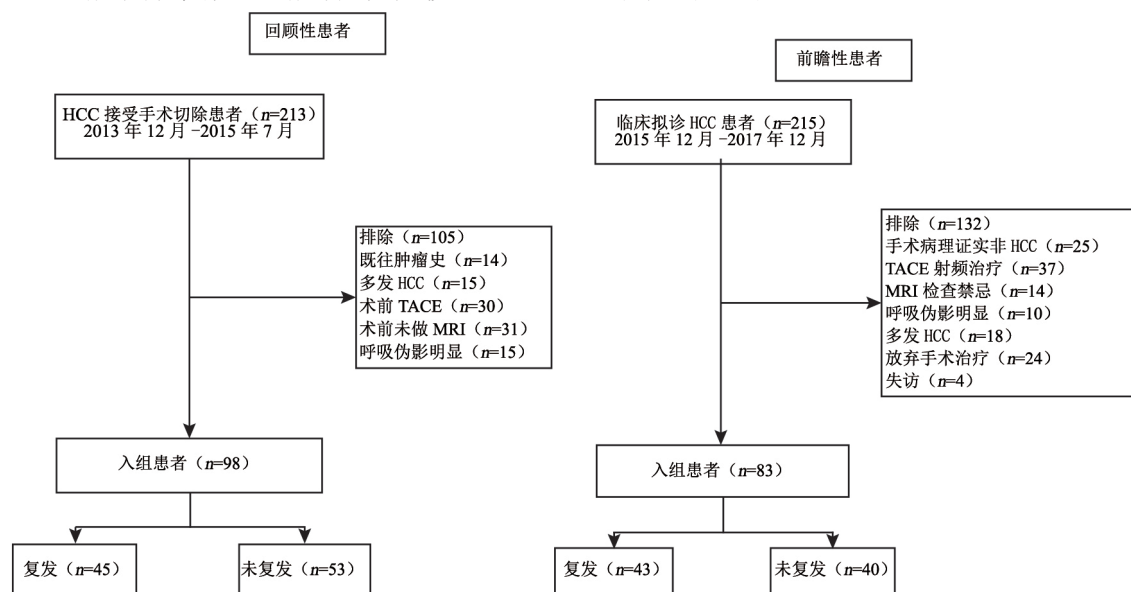 回顾性患者
HCC 接受手术切除患者（n=213）
2013 年 12 月 -2015 年 7 月
排除（n=105）
既往肿瘤史（n=14）
多发 HCC（n=15）
术前 TACE（n=30）
术前未做 MRI（n=31）
呼吸伪影明显（n=15）
入组患者（n=98）
复发（n=45）
未复发（n=53）
前瞻性患者
临床拟诊 HCC 患者（n=215）
2015 年 12 月 -2017 年 12 月
排除（n=132）
手术病理证实非 HCC（n=25）
TACE 射频治疗（n=37）
MRI 检查禁忌（n=14）
呼吸伪影明显（n=10）
多发 HCC（n=18）
放弃手术治疗（n=24）
失访（n=4）
入组患者（n=83）
复发（n=43）
未复发（n=40）